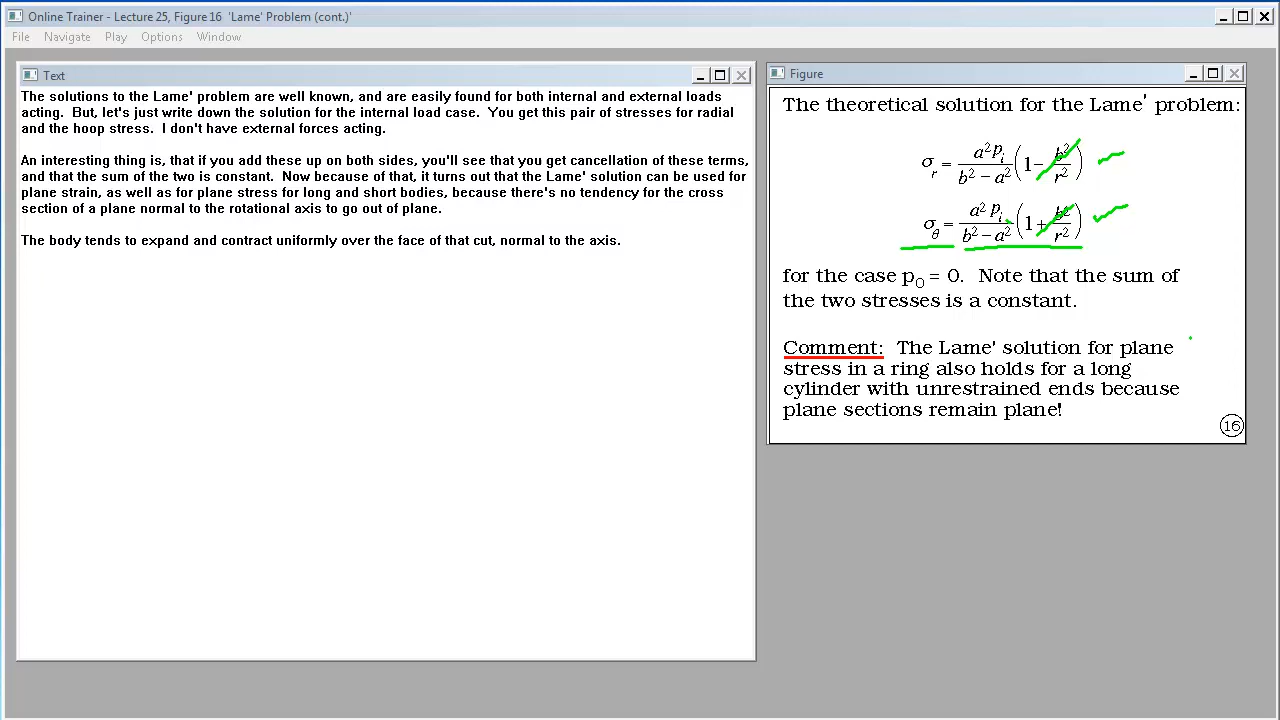 Online Trainer - Lecture 25, Figure 16 'Lame' Problem (cont.)'
File Navigate Play Options Window
Text
The solutions to the Lame' problem are well known, and are easily found for both internal and external loads
acting. But, let's just write down the solution for the internal load case. You get this pair of stresses for radial
and the hoop stress. I don't have external forces acting.
An interesting thing is, that if you add these up on both sides, you'll see that you get cancellation of these terms,
and that the sum of the two is constant. Now because of that, it turns out that the Lame' solution can be used for
plane strain, as well as for plane stress for long and short bodies, because there's no tendency for the cross
section of a plane normal to the rotational axis to go out of plane.
The body tends to expand and contract uniformly over the face of that cut, normal to the axis.
Figure
The theoretical solution for the Lame' problem:
σr = a²pi / (b² − a²) (1 − b²/r²)
σθ = a²pi / (b² − a²) (1 + b²/r²)
for the case p0 = 0. Note that the sum of
the two stresses is a constant.
Comment: The Lame' solution for plane
stress in a ring also holds for a long
cylinder with unrestrained ends because
plane sections remain plane!
16